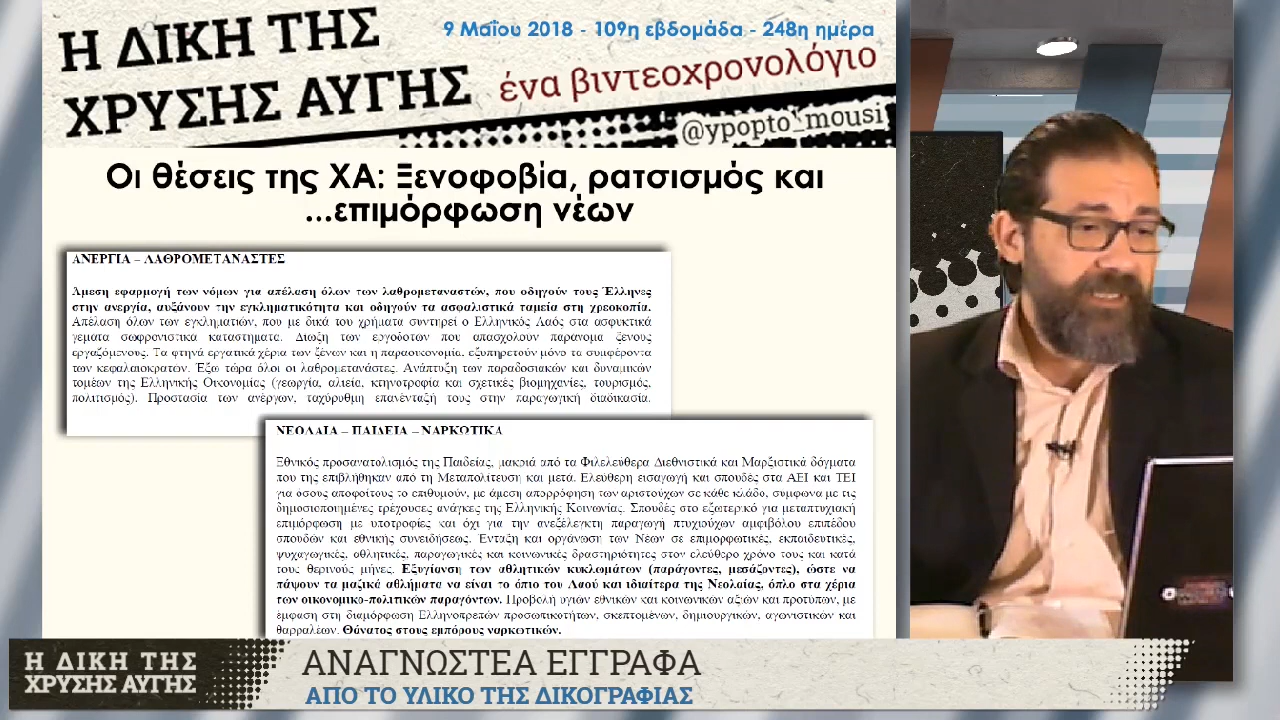 Η ΔΙΚΗ ΤΗΣ
ΧΡΥΣΗΣ ΑΥΓΗΣ
9 Μαΐου 2018 - 109η εβδομάδα - 248η ημέρα
ένα βιντεοχρονολόγιο
@ypopto_mousi
Οι θέσεις της ΧΑ: Ξενοφοβία, ρατσισμός και
...επιμόρφωση νέων
ΑΝΕΡΓΙΑ – ΛΑΘΡΟΜΕΤΑΝΑΣΤΕΣ
Άμεση εφαρμογή των νόμων για απέλαση όλων των λαθρομεταναστών, που οδηγούν τους Έλληνες
στην ανεργία, αυξάνουν την εγκληματικότητα και οδηγούν τα ασφαλιστικά ταμεία στη χρεοκοπία.
Απέλαση όλων των εγκληματιών, που με δικά του χρήματα συντηρεί ο Ελληνικός Λαός στα ασφυκτικά
γεμάτα σωφρονιστικά καταστήματα. Δίωξη των εργοδοτών που απασχολούν παράνομα ξένους
εργαζόμενους. Τα φτηνά εργατικά χέρια των ξένων και η παραοικονομία, εξυπηρετούν μόνο τα συμφέροντα
των κεφαλαιοκρατών. Έξω τώρα όλοι οι λαθρομετανάστες. Ανάπτυξη των παραδοσιακών και δυναμικών
τομέων της Ελληνικής Οικονομίας (γεωργία, αλιεία, κτηνοτροφία και σχετικές βιομηχανίες, τουρισμός,
πολιτισμός). Προστασία των ανέργων, ταχύρυθμη επανένταξή τους στην παραγωγική διαδικασία.
ΝΕΟΛΑΙΑ – ΠΑΙΔΕΙΑ – ΝΑΡΚΩΤΙΚΑ
Εθνικός προσανατολισμός της Παιδείας, μακριά από τα Φιλελεύθερα Διεθνιστικά και Μαρξιστικά δόγματα
που της επιβλήθηκαν από τη Μεταπολίτευση και μετά. Ελεύθερη εισαγωγή και σπουδές στα ΑΕΙ και ΤΕΙ
για όσους αποφοίτους το επιθυμούν, με άμεση απορρόφηση των αριστούχων σε κάθε κλάδο, σύμφωνα με τις
δημοσιοποιημένες τρέχουσες ανάγκες της Ελληνικής Κοινωνίας. Σπουδές στο εξωτερικό για μεταπτυχιακή
επιμόρφωση με υποτροφίες και όχι για την ανεξέλεγκτη παραγωγή πτυχιούχων αμφιβόλου επιπέδου
σπουδών και εθνικής συνειδήσεως. Ένταξη και οργάνωση των Νέων σε επιμορφωτικές, εκπαιδευτικές,
ψυχαγωγικές, αθλητικές, παραγωγικές και κοινωνικές δραστηριότητες στον ελεύθερο χρόνο τους και κατά
τους θερινούς μήνες. Εξυγίανση των αθλητικών κυκλωμάτων (παράγοντες, μεσάζοντες), ώστε να
πάψουν τα μαζικά αθλήματα να είναι το όπιο του Λαού και ιδιαίτερα της Νεολαίας, όπλο στα χέρια
των οικονομικο-πολιτικών παραγόντων. Προβολή υγιών εθνικών και κοινωνικών αξιών και προτύπων, με
έμφαση στη διαμόρφωση Ελληνοπρεπών προσωπικοτήτων, σκεπτομένων, δημιουργικών, αγωνιστικών και
θαρραλέων. Θάνατος στους εμπόρους ναρκωτικών.
Η ΔΙΚΗ ΤΗΣ
ΧΡΥΣΗΣ ΑΥΓΗΣ
ΑΝΑΓΝΩΣΤΕΑ ΕΓΓΡΑΦΑ
ΑΠΟ ΤΟ ΥΛΙΚΟ ΤΗΣ ΔΙΚΟΓΡΑΦΙΑΣ